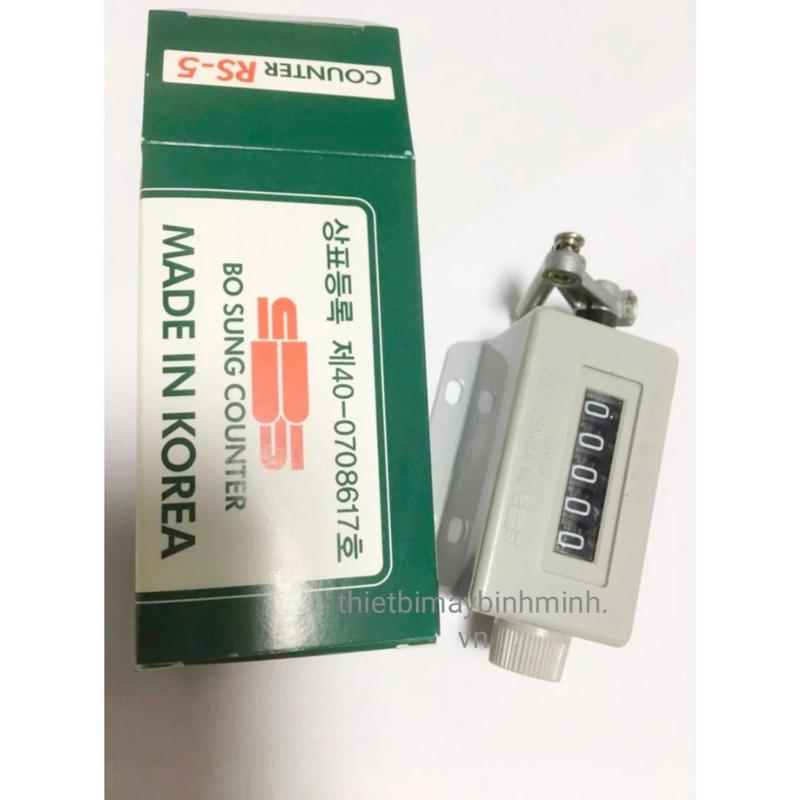 COUNTER RS-5
상표등록 제40-0708617호
SBS
BO SUNG COUNTER
MADE IN KOREA
00000
thietbimaybinhminh.
vn